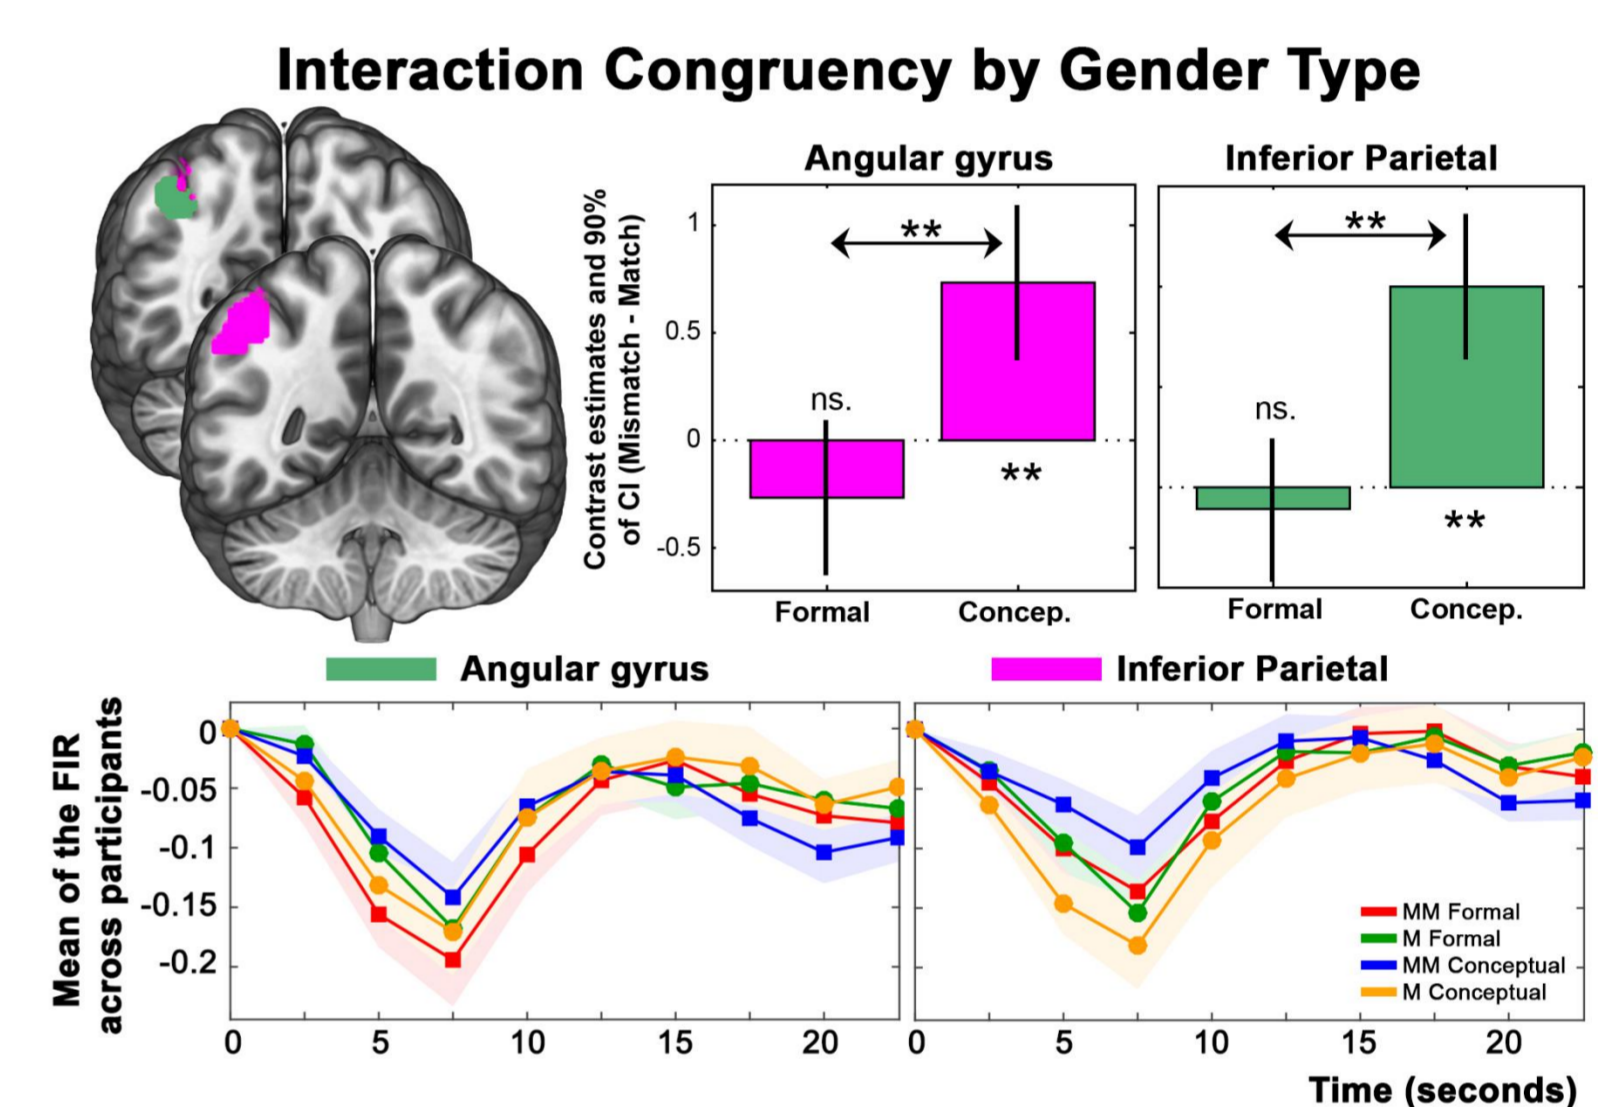 Interaction Congruency by Gender Type
Angular gyrus
Inferior Parietal
Contrast estimates and 90%
of CI (Mismatch - Match)
1
0.5
0
-0.5
**
ns.
**
Formal
Concep.
**
ns.
**
Formal
Concep.
Angular gyrus
Inferior Parietal
Mean of the FIR
across participants
0
-0.05
-0.1
-0.15
-0.2
MM Formal
M Formal
MM Conceptual
M Conceptual
0 5 10 15 20
0 5 10 15 20
Time (seconds)